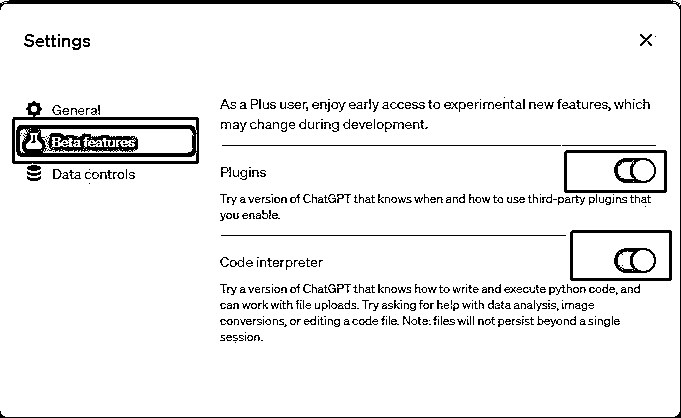 Settings
General
Beta features
Data controls
As a Plus user, enjoy early access to experimental new features, which
may change during development.
Plugins
Try a version of ChatGPT that knows when and how to use third-party plugins that
you enable.
Code interpreter
Try a version of ChatGPT that knows how to write and execute python code, and
can work with file uploads. Try asking for help with data analysis, image
conversions, or editing a code file. Note: files will not persist beyond a single
session.